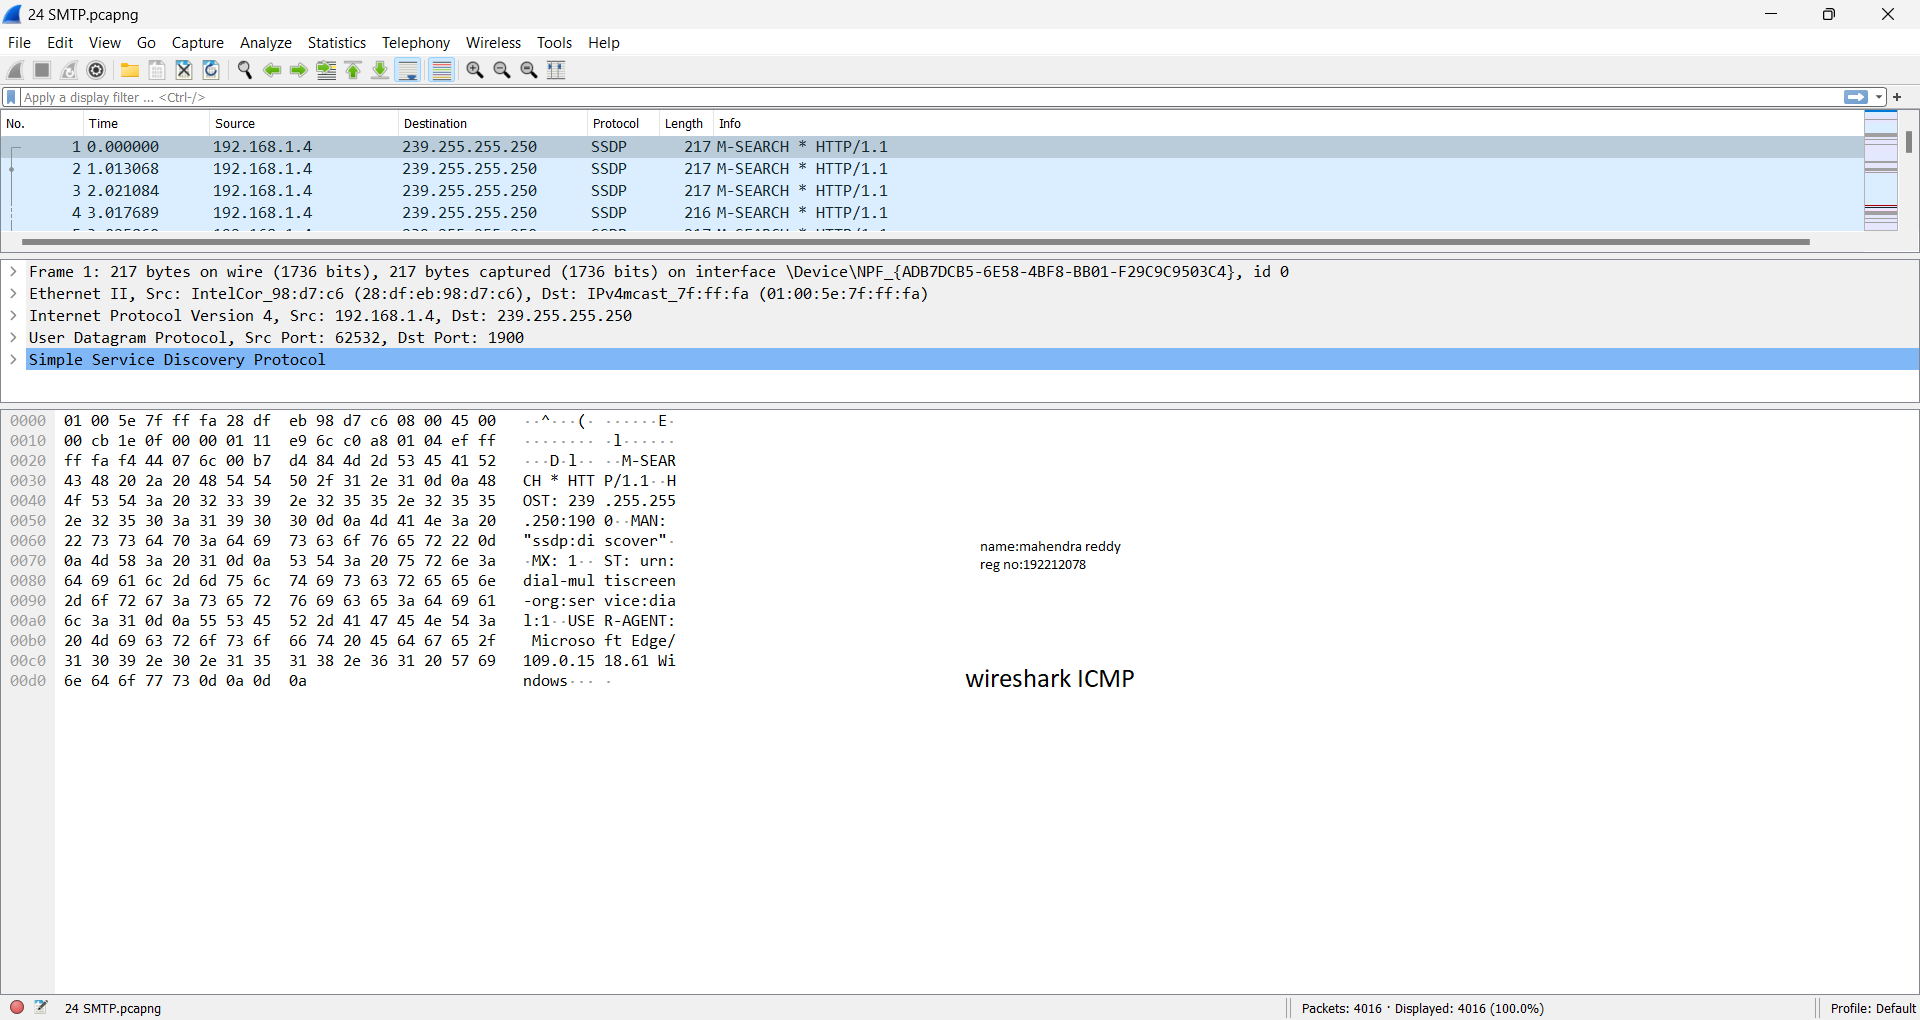 24 SMTP.pcapng
File Edit View Go Capture Analyze Statistics Telephony Wireless Tools Help
Apply a display filter ... <Ctrl-/>
No. Time Source Destination Protocol Length Info
1 0.000000 192.168.1.4 239.255.255.250 SSDP 217 M-SEARCH * HTTP/1.1
2 1.013068 192.168.1.4 239.255.255.250 SSDP 217 M-SEARCH * HTTP/1.1
3 2.021084 192.168.1.4 239.255.255.250 SSDP 217 M-SEARCH * HTTP/1.1
4 3.017689 192.168.1.4 239.255.255.250 SSDP 216 M-SEARCH * HTTP/1.1
Frame 1: 217 bytes on wire (1736 bits), 217 bytes captured (1736 bits) on interface \Device\NPF_{ADB7DCB5-6E58-4BF8-BB01-F29C9C9503C4}, id 0
Ethernet II, Src: IntelCor_98:d7:c6 (28:df:eb:98:d7:c6), Dst: IPv4mcast_7f:ff:fa (01:00:5e:7f:ff:fa)
Internet Protocol Version 4, Src: 192.168.1.4, Dst: 239.255.255.250
User Datagram Protocol, Src Port: 62532, Dst Port: 1900
Simple Service Discovery Protocol
0000 01 00 5e 7f ff fa 28 df eb 98 d7 c6 08 00 45 00 ··^···(· ······E·
0010 00 cb 1e 0f 00 00 01 11 e9 6c c0 a8 01 04 ef ff ········ ·l······
0020 ff fa f4 44 07 6c 00 b7 d4 84 4d 2d 53 45 41 52 ···D·l·· ··M-SEAR
0030 43 48 20 2a 20 48 54 54 50 2f 31 2e 31 0d 0a 48 CH * HTT P/1.1··H
0040 4f 53 54 3a 20 32 33 39 2e 32 35 35 2e 32 35 35 OST: 239 .255.255
0050 2e 32 35 30 3a 31 39 30 30 0d 0a 4d 41 4e 3a 20 .250:190 0··MAN:
0060 22 73 73 64 70 3a 64 69 73 63 6f 76 65 72 22 0d "ssdp:di scover"·
0070 0a 4d 58 3a 20 31 0d 0a 53 54 3a 20 75 72 6e 3a ·MX: 1·· ST: urn:
0080 64 69 61 6c 2d 6d 75 6c 74 69 73 63 72 65 65 6e dial-mul tiscreen
0090 2d 6f 72 67 3a 73 65 72 76 69 63 65 3a 64 69 61 -org:ser vice:dia
00a0 6c 3a 31 0d 0a 55 53 45 52 2d 41 47 45 4e 54 3a l:1··USE R-AGENT:
00b0 20 4d 69 63 72 6f 73 6f 66 74 20 45 64 67 65 2f Microso ft Edge/
00c0 31 30 39 2e 30 2e 31 35 31 38 2e 36 31 20 57 69 109.0.15 18.61 Wi
00d0 6e 64 6f 77 73 0d 0a 0d 0a ndows··· ·
name:mahendra reddy
reg no:192212078
wireshark ICMP
24 SMTP.pcapng Packets: 4016 · Displayed: 4016 (100.0%) Profile: Default